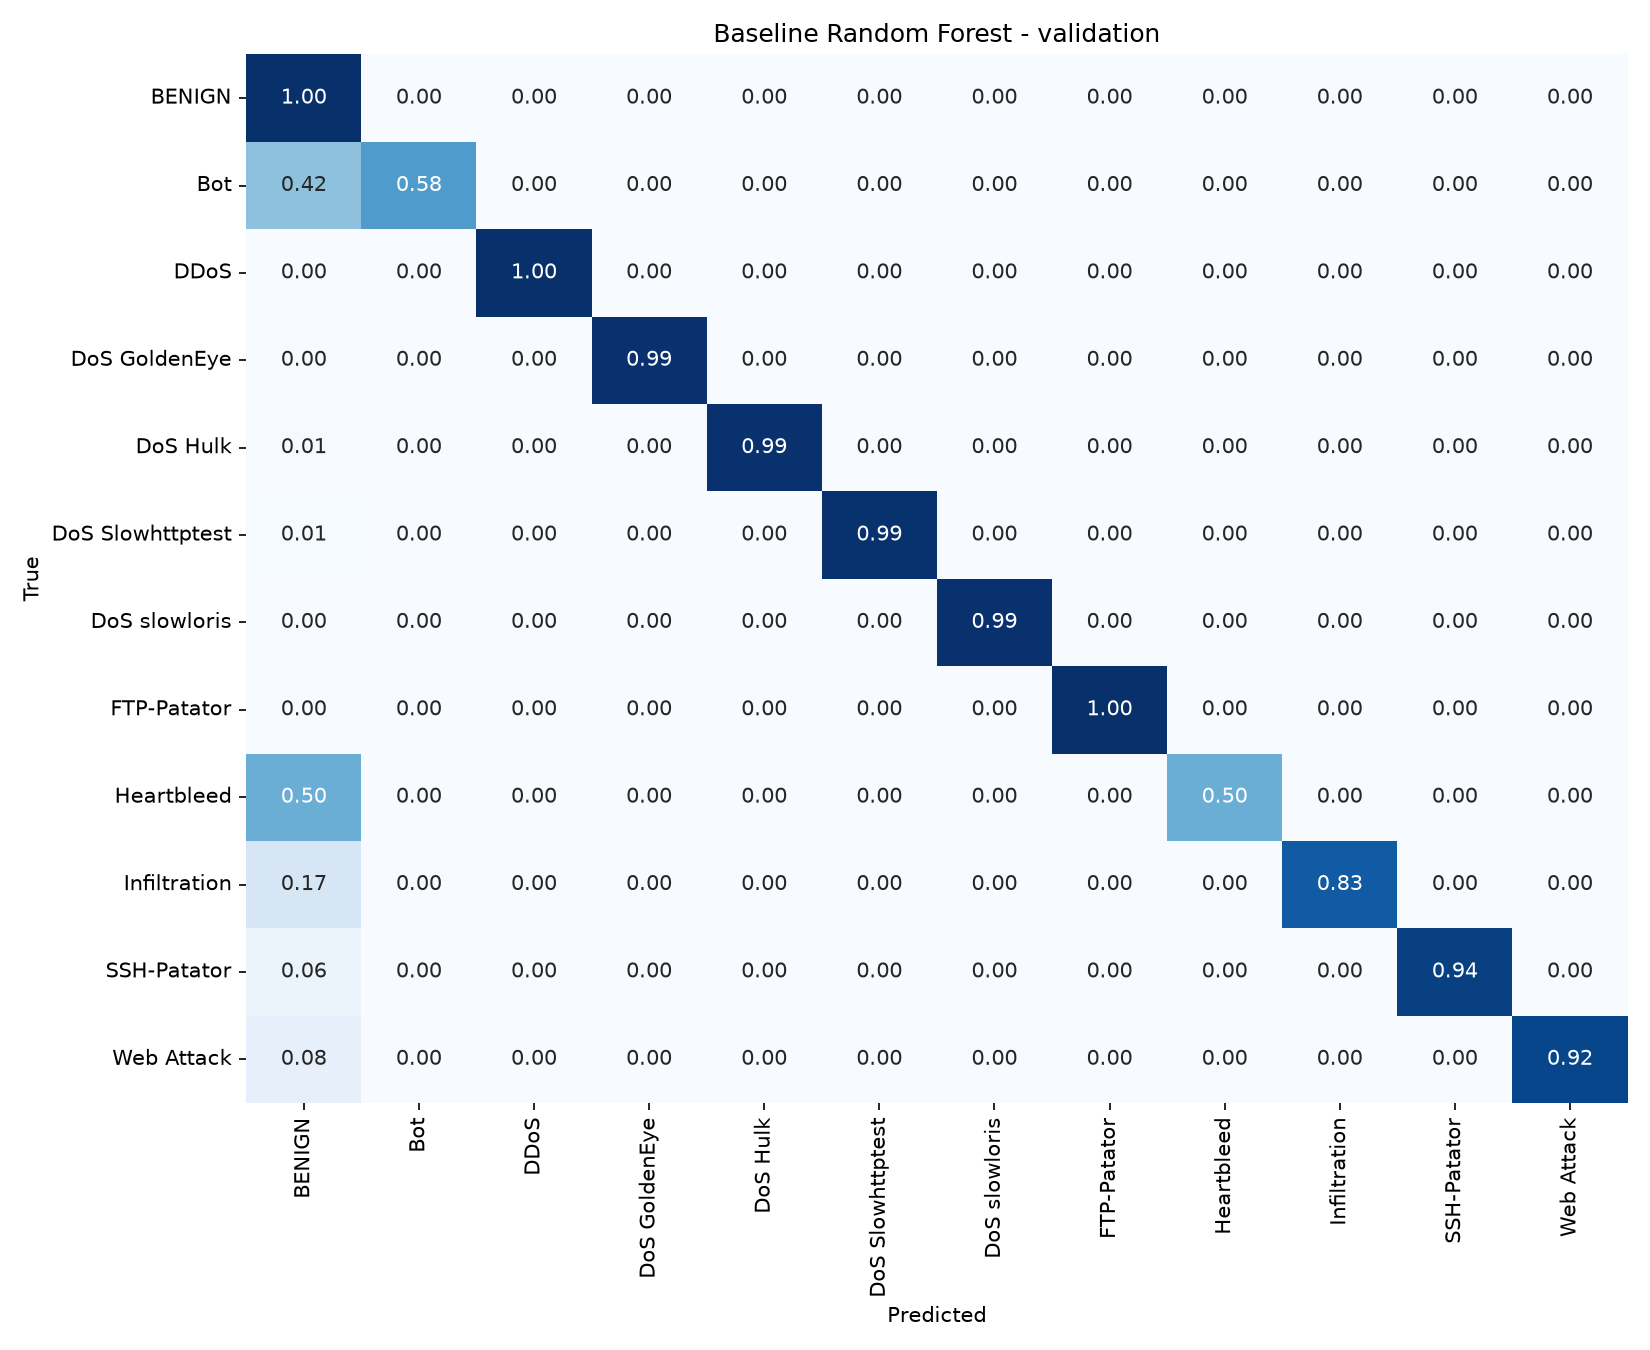 Baseline Random Forest - validation
BENIGN 1.00 0.00 0.00 0.00 0.00 0.00 0.00 0.00 0.00 0.00 0.00 0.00
Bot 0.42 0.58 0.00 0.00 0.00 0.00 0.00 0.00 0.00 0.00 0.00 0.00
DDoS 0.00 0.00 1.00 0.00 0.00 0.00 0.00 0.00 0.00 0.00 0.00 0.00
DoS GoldenEye 0.00 0.00 0.00 0.99 0.00 0.00 0.00 0.00 0.00 0.00 0.00 0.00
DoS Hulk 0.01 0.00 0.00 0.00 0.99 0.00 0.00 0.00 0.00 0.00 0.00 0.00
DoS Slowhttptest 0.01 0.00 0.00 0.00 0.00 0.99 0.00 0.00 0.00 0.00 0.00 0.00
DoS slowloris 0.00 0.00 0.00 0.00 0.00 0.00 0.99 0.00 0.00 0.00 0.00 0.00
FTP-Patator 0.00 0.00 0.00 0.00 0.00 0.00 0.00 1.00 0.00 0.00 0.00 0.00
Heartbleed 0.50 0.00 0.00 0.00 0.00 0.00 0.00 0.00 0.50 0.00 0.00 0.00
Infiltration 0.17 0.00 0.00 0.00 0.00 0.00 0.00 0.00 0.00 0.83 0.00 0.00
SSH-Patator 0.06 0.00 0.00 0.00 0.00 0.00 0.00 0.00 0.00 0.00 0.94 0.00
Web Attack 0.08 0.00 0.00 0.00 0.00 0.00 0.00 0.00 0.00 0.00 0.00 0.92
True
BENIGN
Bot
DDoS
DoS GoldenEye
DoS Hulk
DoS Slowhttptest
DoS slowloris
FTP-Patator
Heartbleed
Infiltration
SSH-Patator
Web Attack
Predicted